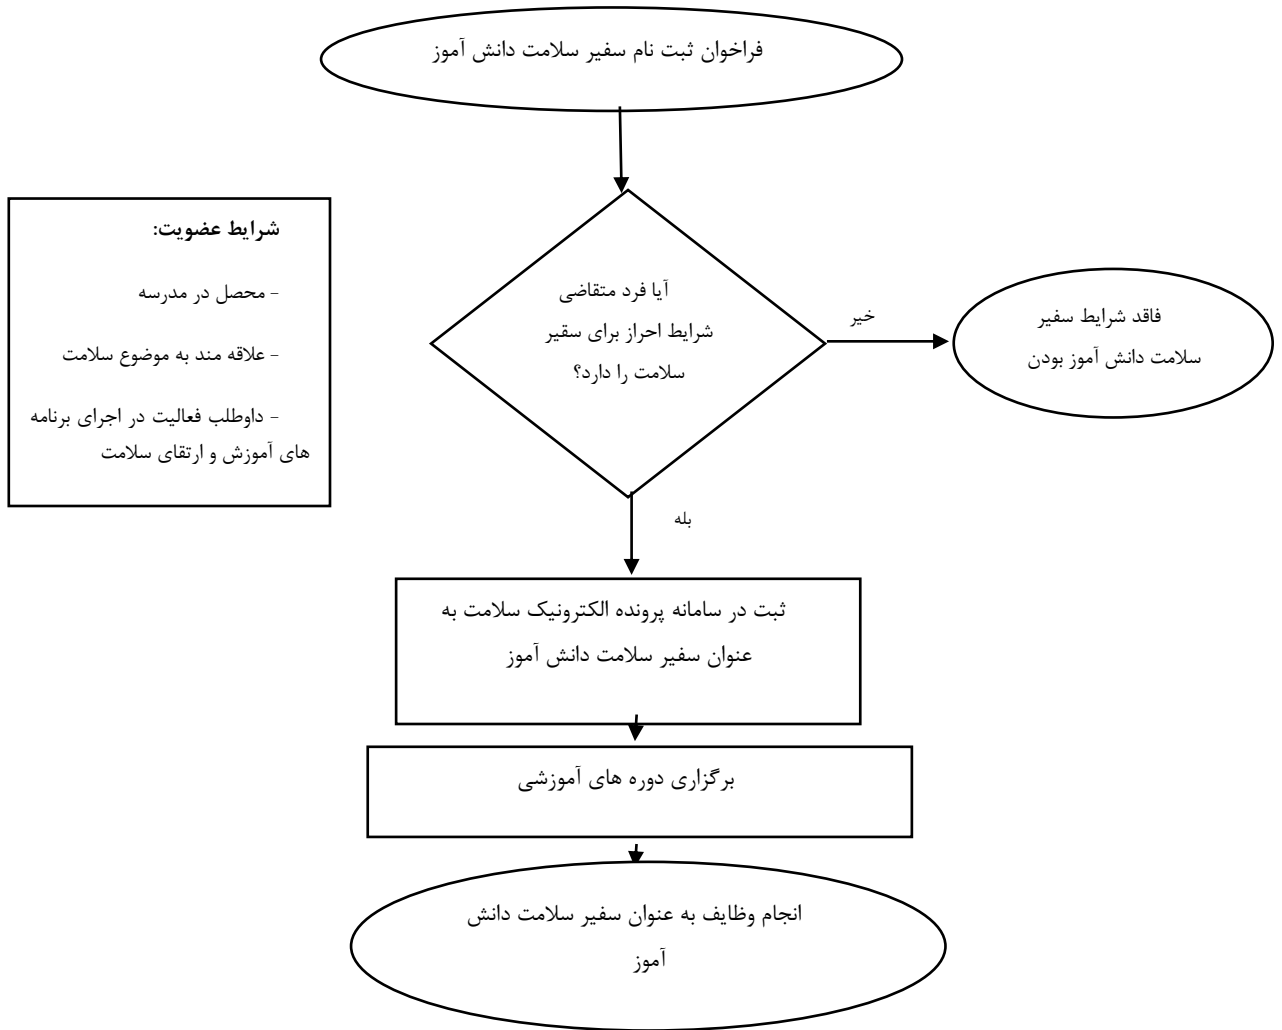 فراخوان ثبت نام سفیر سلامت دانش آموز
شرایط عضویت:
- محصل در مدرسه
- علاقه مند به موضوع سلامت
- داوطلب فعالیت در اجرای برنامه
های آموزش و ارتقای سلامت
آیا فرد متقاضی
شرایط احراز برای سقیر
سلامت را دارد؟
خیر
فاقد شرایط سفیر
سلامت دانش آموز بودن
بله
ثبت در سامانه پرونده الکترونیک سلامت به
عنوان سفیر سلامت دانش آموز
برگزاری دوره های آموزشی
انجام وظایف به عنوان سفیر سلامت دانش
آموز